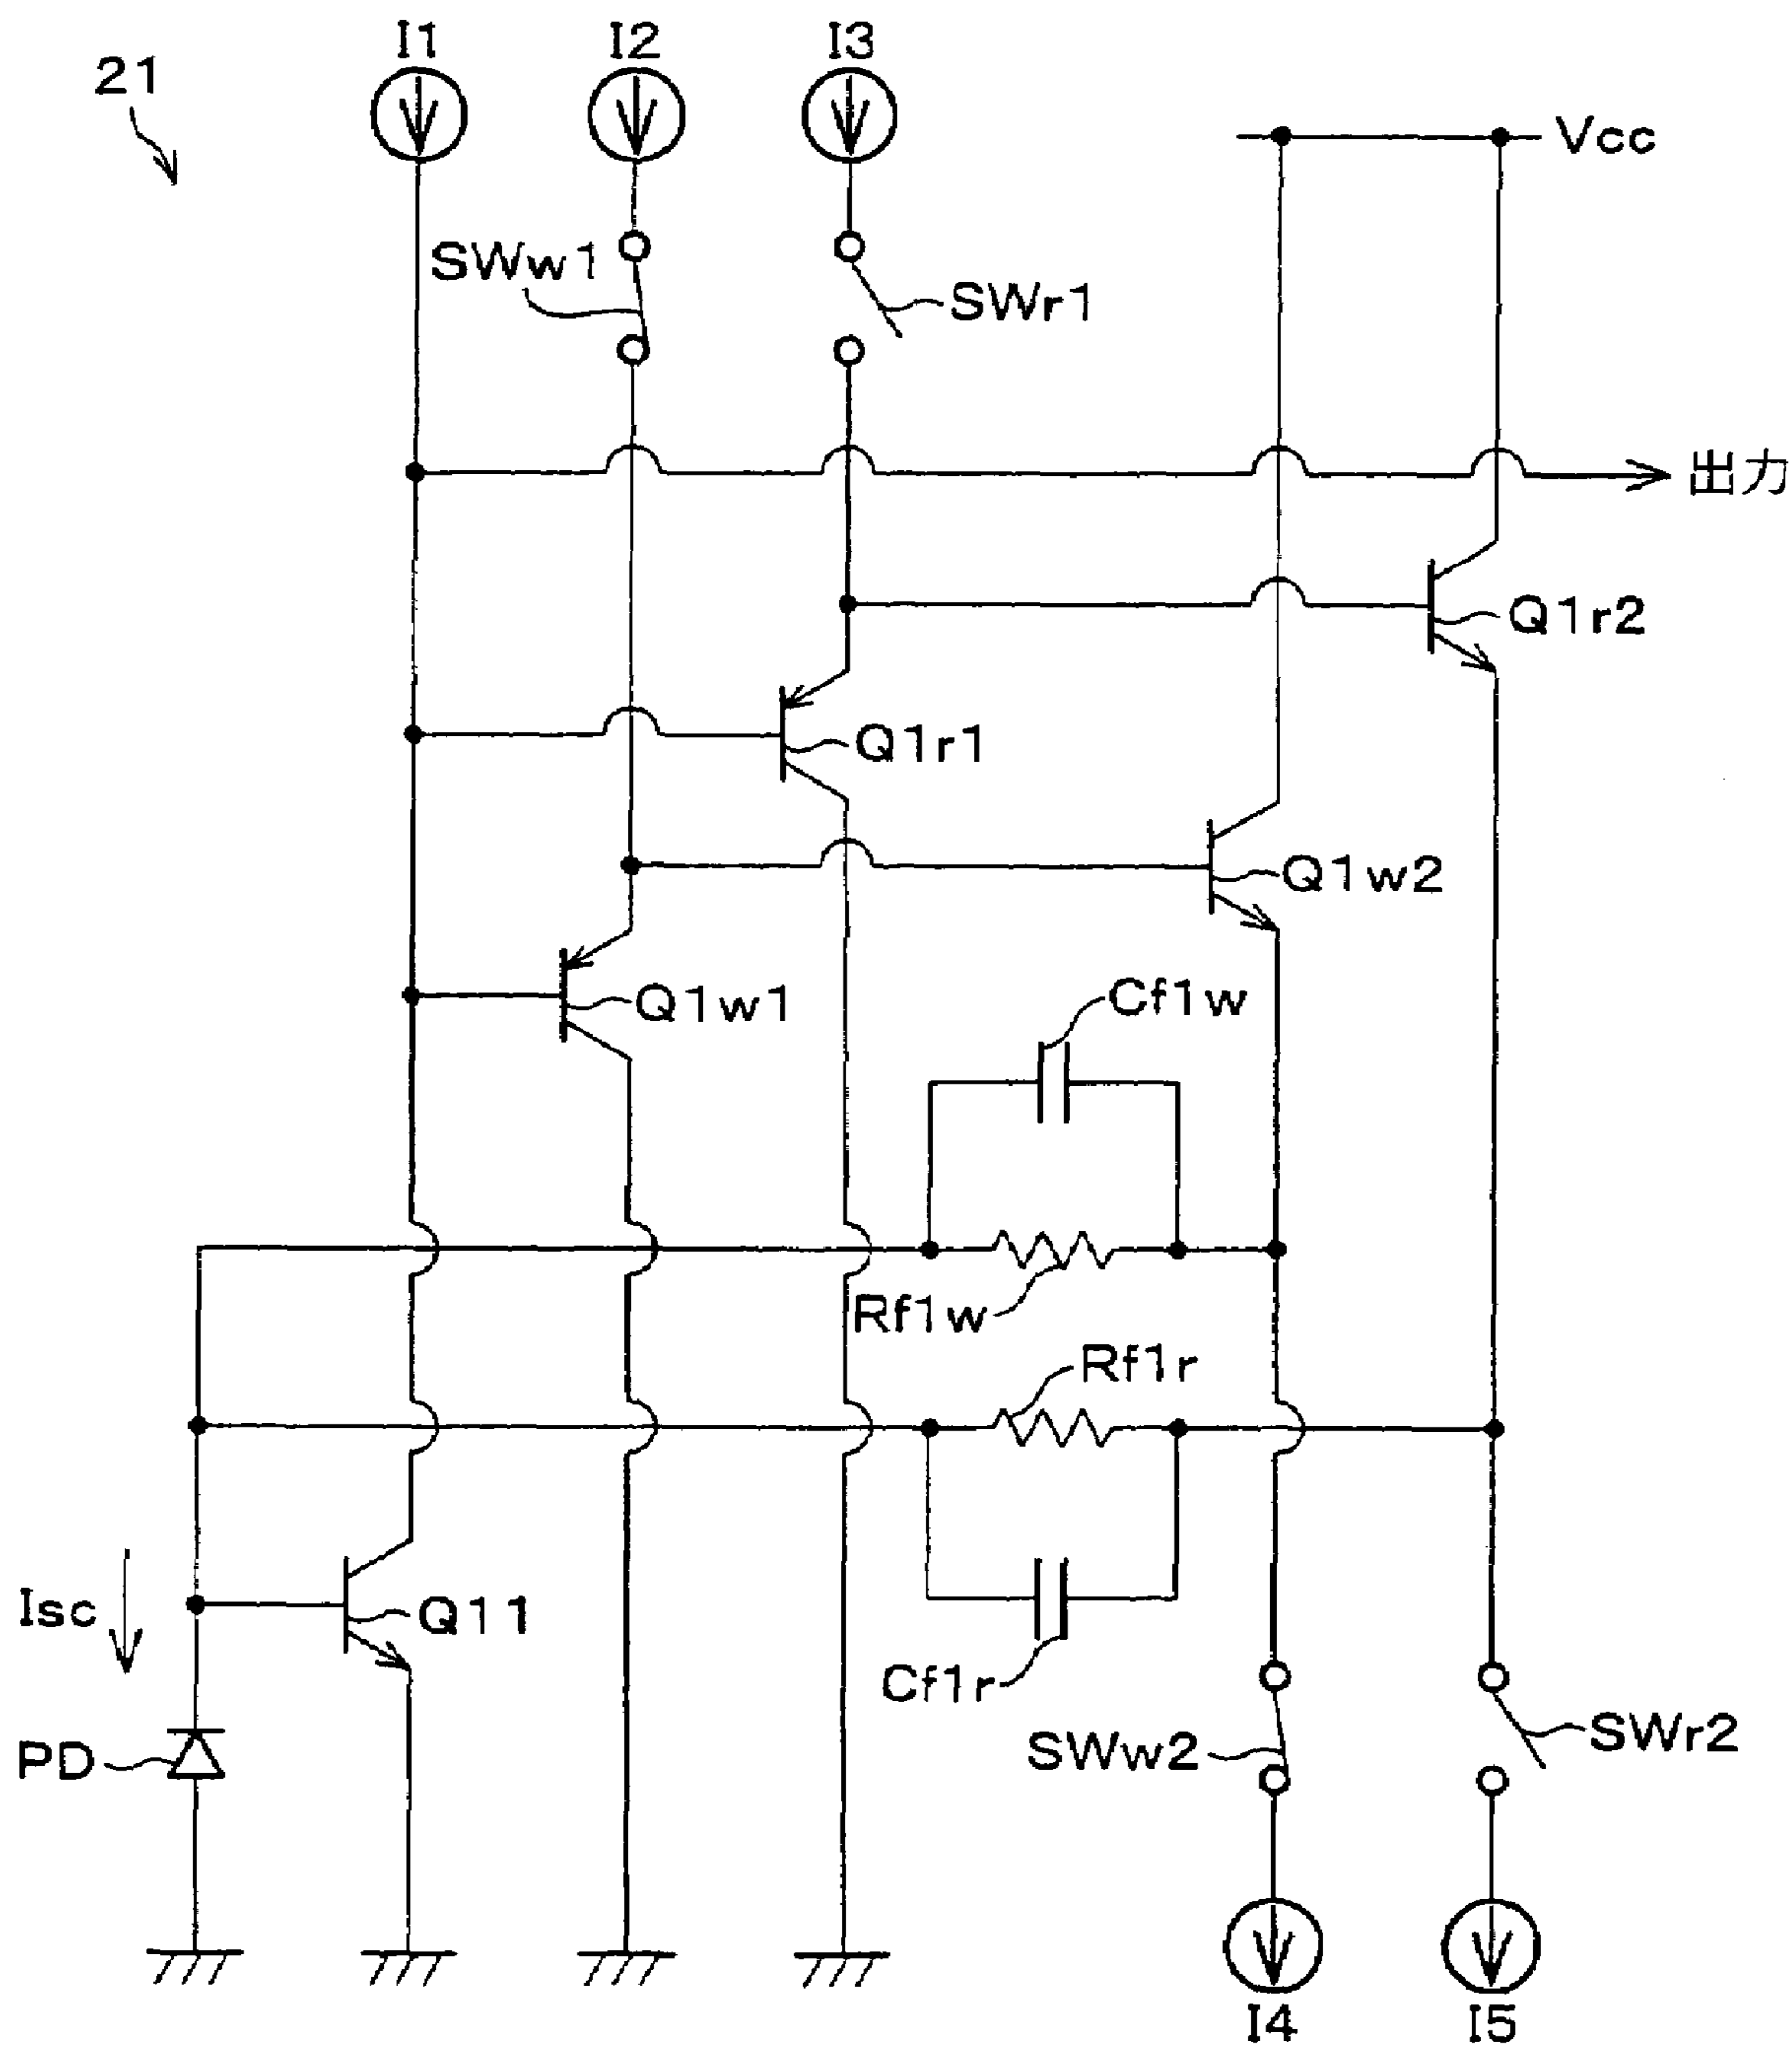 I1
I2
I3
21
Vcc
SWw1
SWr1
出力
Q1r2
Q1r1
Q1w2
Q1w1
Cf1w
Rf1w
Rf1r
Isc
Q11
Cf1r
PD
SWw2
SWr2
I4
I5